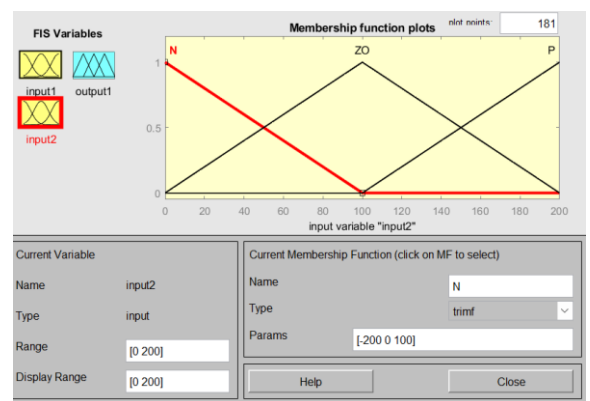 FIS Variables
Membership function plots
plot points:
181
N
ZO
P
1
0.5
0
input1
output1
input2
0 20 40 60 80 100 120 140 160 180 200
input variable "input2"
Current Variable
Name input2
Type input
Range [0 200]
Display Range [0 200]
Current Membership Function (click on MF to select)
Name N
Type trimf
Params [-200 0 100]
Help
Close